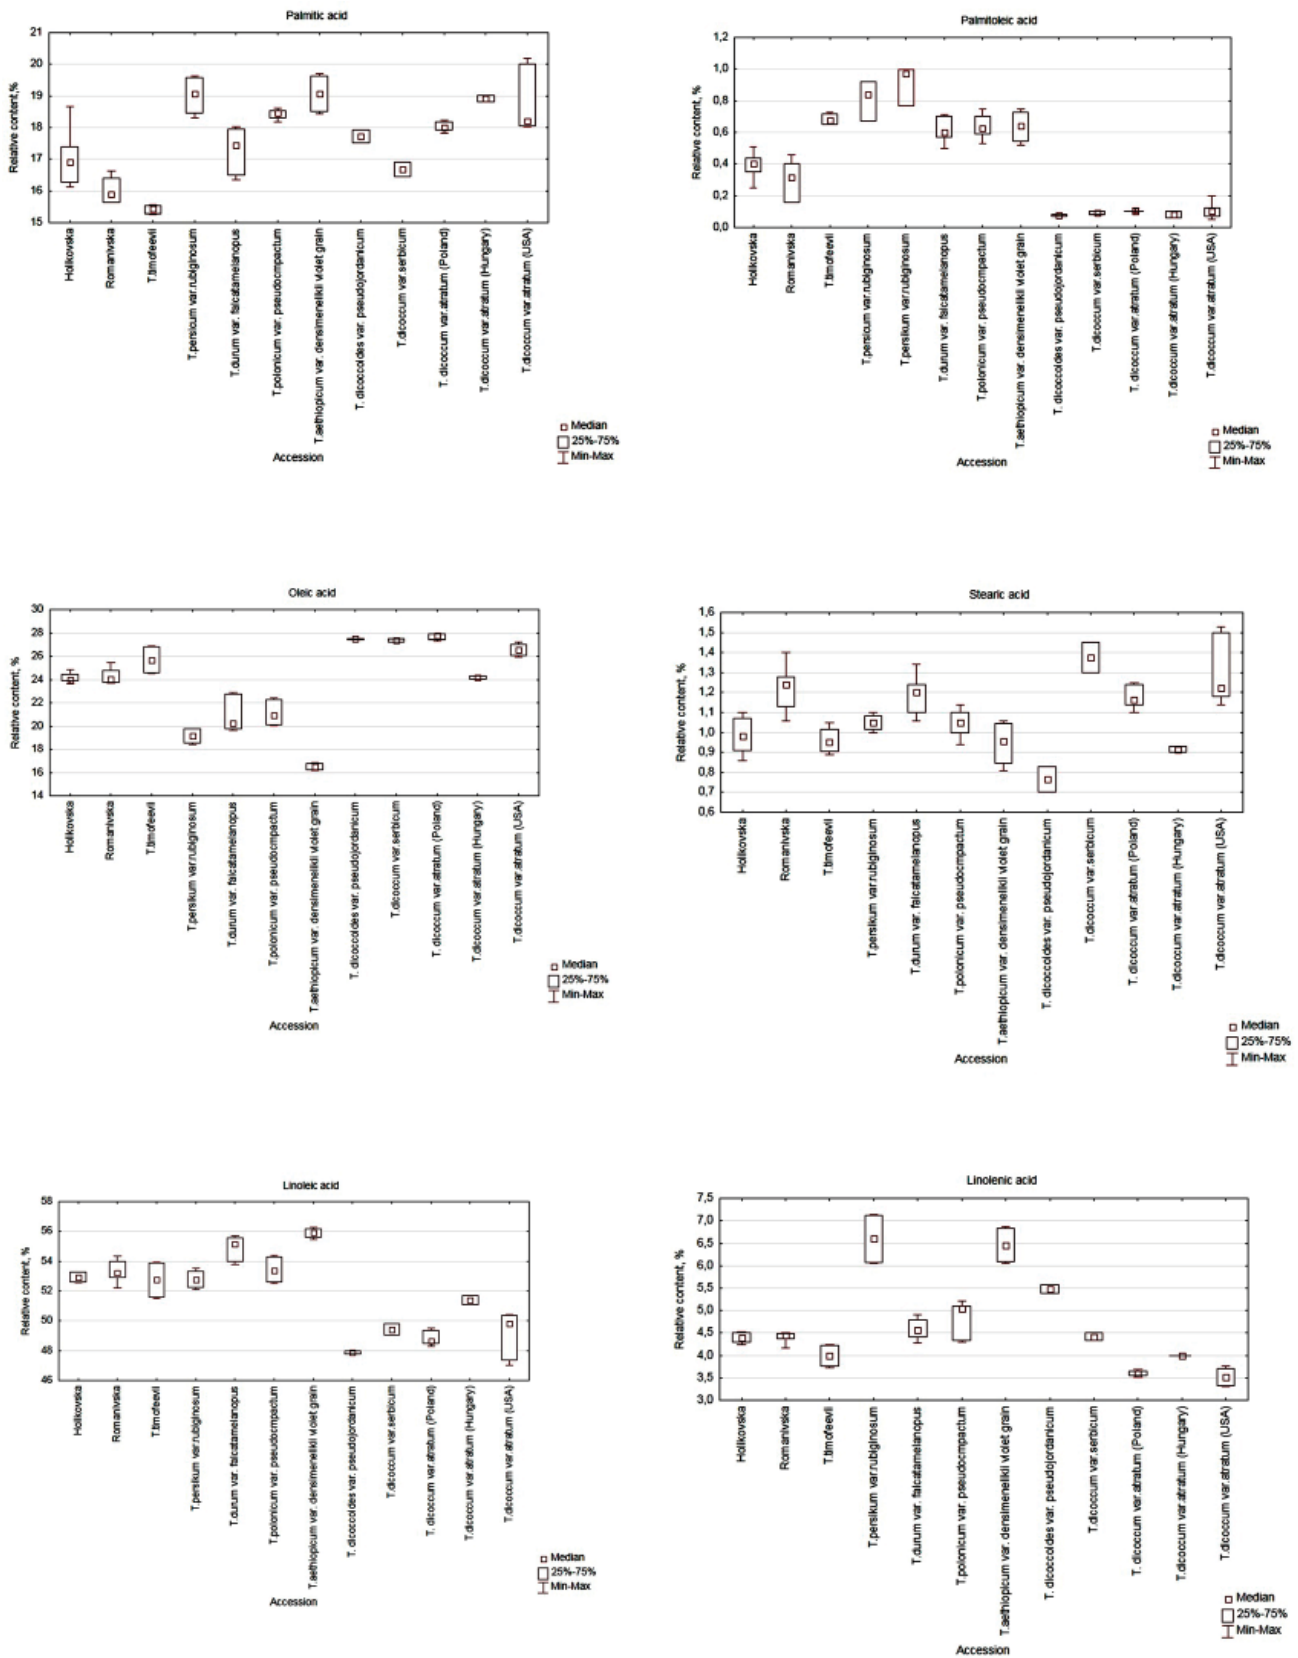 Palmitic acid
Relative content,%
21
20
19
18
17
16
15
Holikovska
Romanivska
T.timofeevii
T.persicum var.rubiginosum
T.durum var. falcatamelanopus
T.polonicum var. pseudocmpactum
T.aethiopicum var. densimenelikii violet grain
T. dicoccoides var. pseudojordanicum
T.dicoccum var.serbicum
T. dicoccum var.atratum (Poland)
T.dicoccum var.atratum (Hungary)
T.dicoccum var.atratum (USA)
Accession
Median
25%-75%
Min-Max
Palmitoleic acid
Relative content, %
1,2
1,0
0,8
0,6
0,4
0,2
0,0
Holikovska
Romanivska
T.timofeevii
T.persicum var.rubiginosum
T.persikum var.rubiginosum
T.durum var. falcatamelanopus
T.polonicum var. pseudocmpactum
T.aethiopicum var. densimenelikii violet grain
T. dicoccoides var. pseudojordanicum
T.dicoccum var.serbicum
T. dicoccum var.atratum (Poland)
T.dicoccum var.atratum (Hungary)
T.dicoccum var.atratum (USA)
Accession
Median
25%-75%
Min-Max
Oleic acid
Relative content, %
30
28
26
24
22
20
18
16
14
Holikovska
Romanivska
T.timofeevii
T.persikum var.rubiginosum
T.durum var. falcatamelanopus
T.polonicum var. pseudocmpactum
T.aethiopicum var. densimenelikii violet grain
T. dicoccoides var. pseudojordanicum
T.dicoccum var.serbicum
T. dicoccum var.atratum (Poland)
T.dicoccum var.atratum (Hungary)
T.dicoccum var.atratum (USA)
Accession
Median
25%-75%
Min-Max
Stearic acid
Relative content, %
1,6
1,5
1,4
1,3
1,2
1,1
1,0
0,9
0,8
0,7
0,6
Holikovska
Romanivska
T.timofeevii
T.persikum var.rubiginosum
T.durum var. falcatamelanopus
T.polonicum var. pseudocmpactum
T.aethiopicum var. densimenelikii violet grain
T. dicoccoides var. pseudojordanicum
T.dicoccum var.serbicum
T. dicoccum var.atratum (Poland)
T.dicoccum var.atratum (Hungary)
T.dicoccum var.atratum (USA)
Accession
Median
25%-75%
Min-Max
Linoleic acid
Relative content, %
58
56
54
52
50
48
46
Holikovska
Romanivska
T.timofeevii
T.persikum var.rubiginosum
T.durum var. falcatamelanopus
T.polonicum var. pseudocmpactum
T.aethiopicum var. densimenelikii violet grain
T. dicoccoides var. pseudojordanicum
T.dicoccum var.serbicum
T. dicoccum var.atratum (Poland)
T.dicoccum var.atratum (Hungary)
T.dicoccum var.atratum (USA)
Accession
Median
25%-75%
Min-Max
Linolenic acid
Relative content, %
7,5
7,0
6,5
6,0
5,5
5,0
4,5
4,0
3,5
3,0
Holikovska
Romanivska
T.timofeevii
T.persikum var.rubiginosum
T.durum var. falcatamelanopus
T.polonicum var. pseudocmpactum
T.aethiopicum var. densimenelikii violet grain
T. dicoccoides var. pseudojordanicum
T.dicoccum var.serbicum
T. dicoccum var.atratum (Poland)
T.dicoccum var.atratum (Hungary)
T.dicoccum var.atratum (USA)
Accession
Median
25%-75%
Min-Max